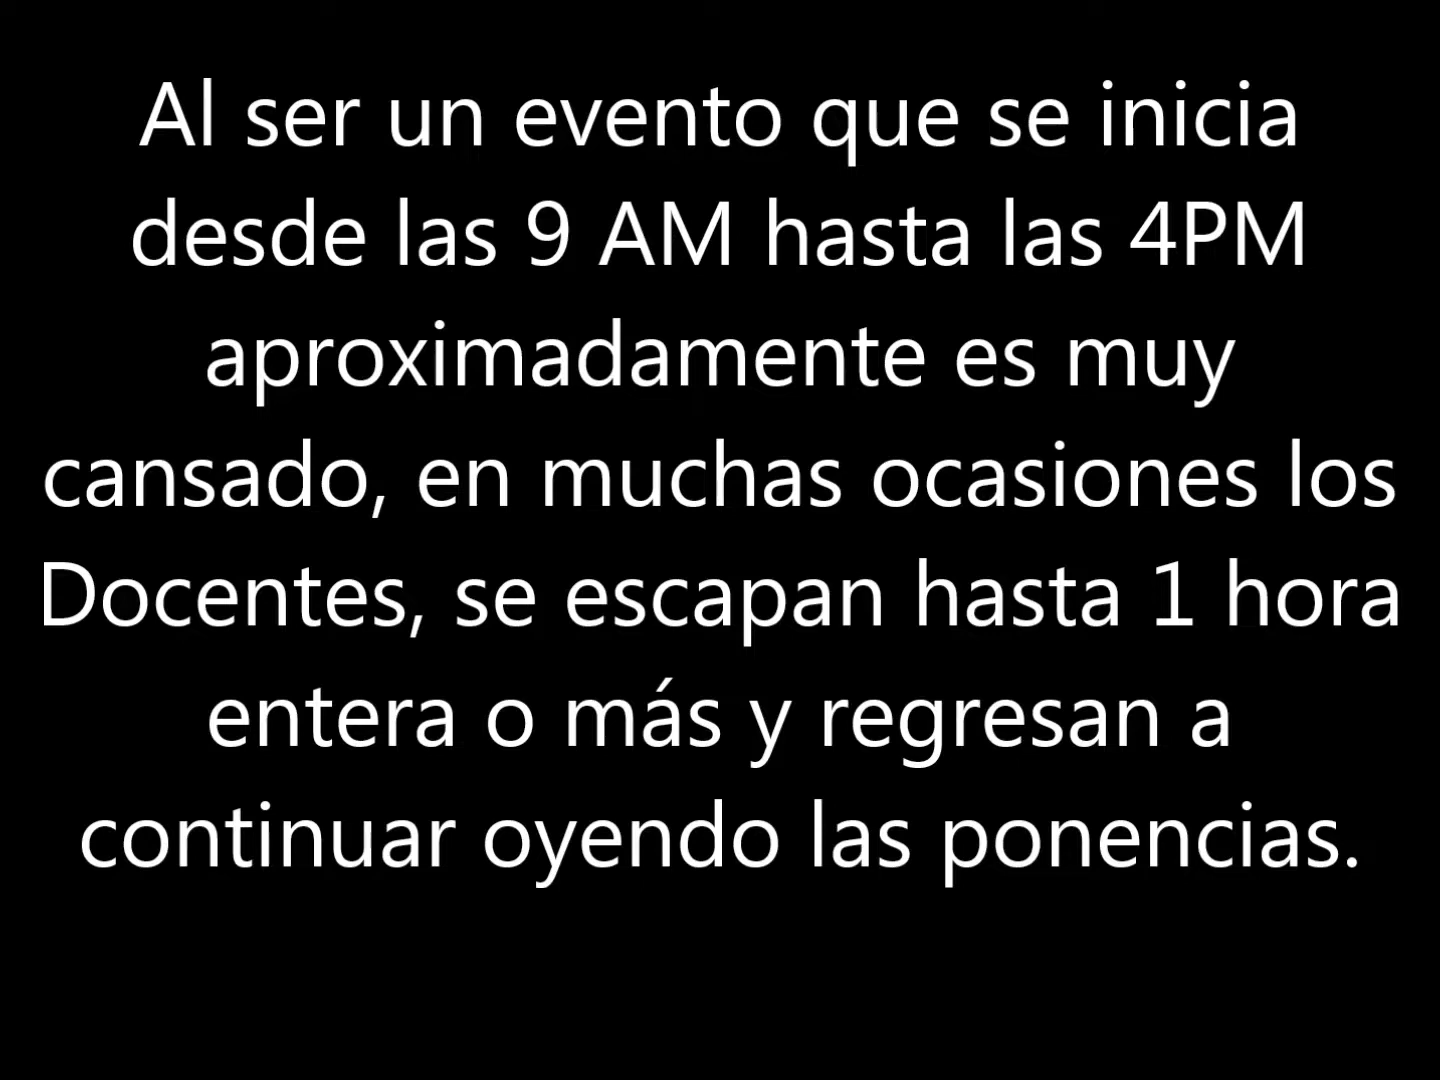 Al ser un evento que se inicia
desde las 9 AM hasta las 4PM
aproximadamente es muy
cansado, en muchas ocasiones los
Docentes, se escapan hasta 1 hora
entera o más y regresan a
continuar oyendo las ponencias.